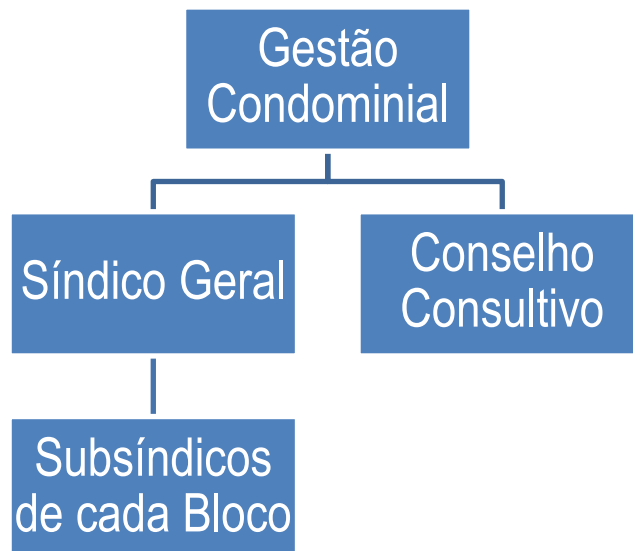 Gestão
Condominial
Síndico Geral
Conselho
Consultivo
Subsíndicos
de cada Bloco